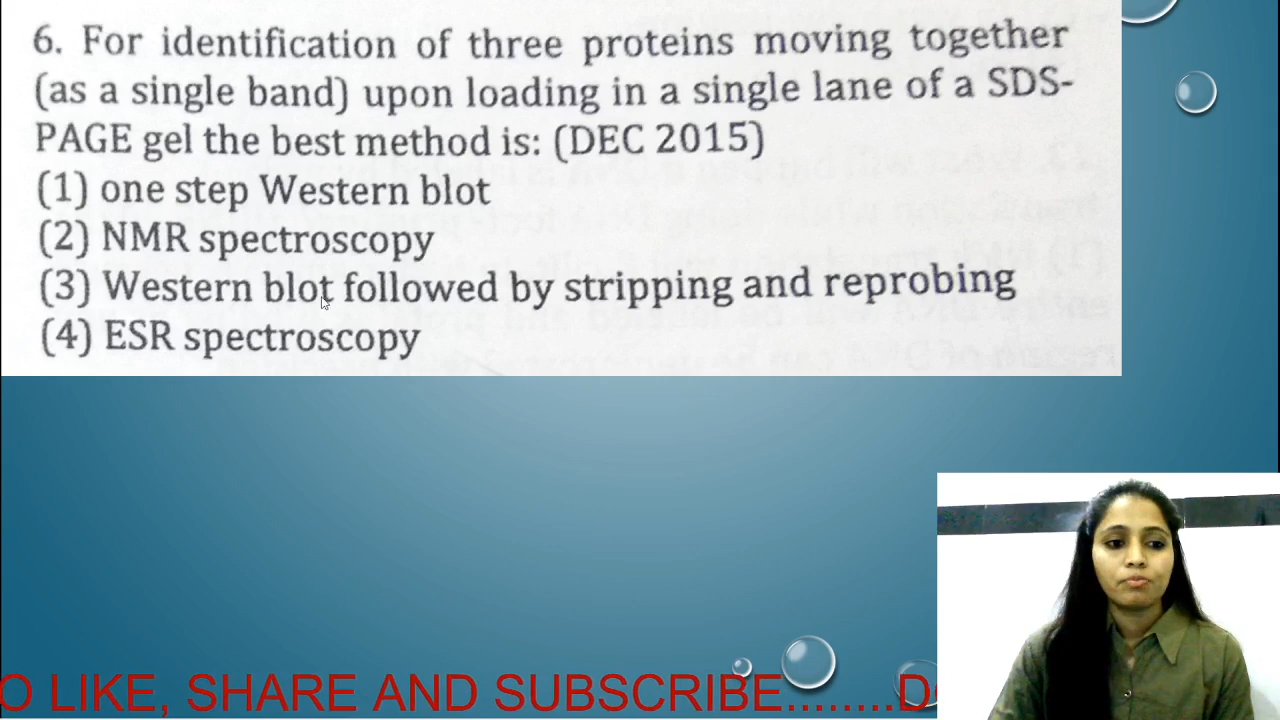 6. For identification of three proteins moving together
(as a single band) upon loading in a single lane of a SDS-
PAGE gel the best method is: (DEC 2015)
(1) one step Western blot
(2) NMR spectroscopy
(3) Western blot followed by stripping and reprobing
(4) ESR spectroscopy
O LIKE, SHARE AND SUBSCRIBE........D